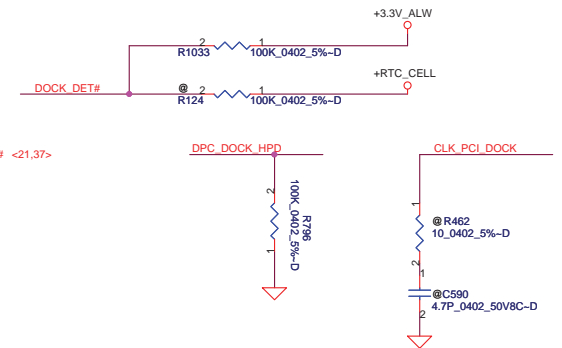 +3.3V_ALW
2 1
R1033 100K_0402_5%~D
+RTC_CELL
DOCK_DET#
@ 2 1
R124 100K_0402_5%~D
# <21,37>
DPC_DOCK_HPD
CLK_PCI_DOCK
2
1
R796
100K_0402_5%~D
1
@R462
10_0402_5%~D
2
1
@C590
4.7P_0402_50V8C~D
2